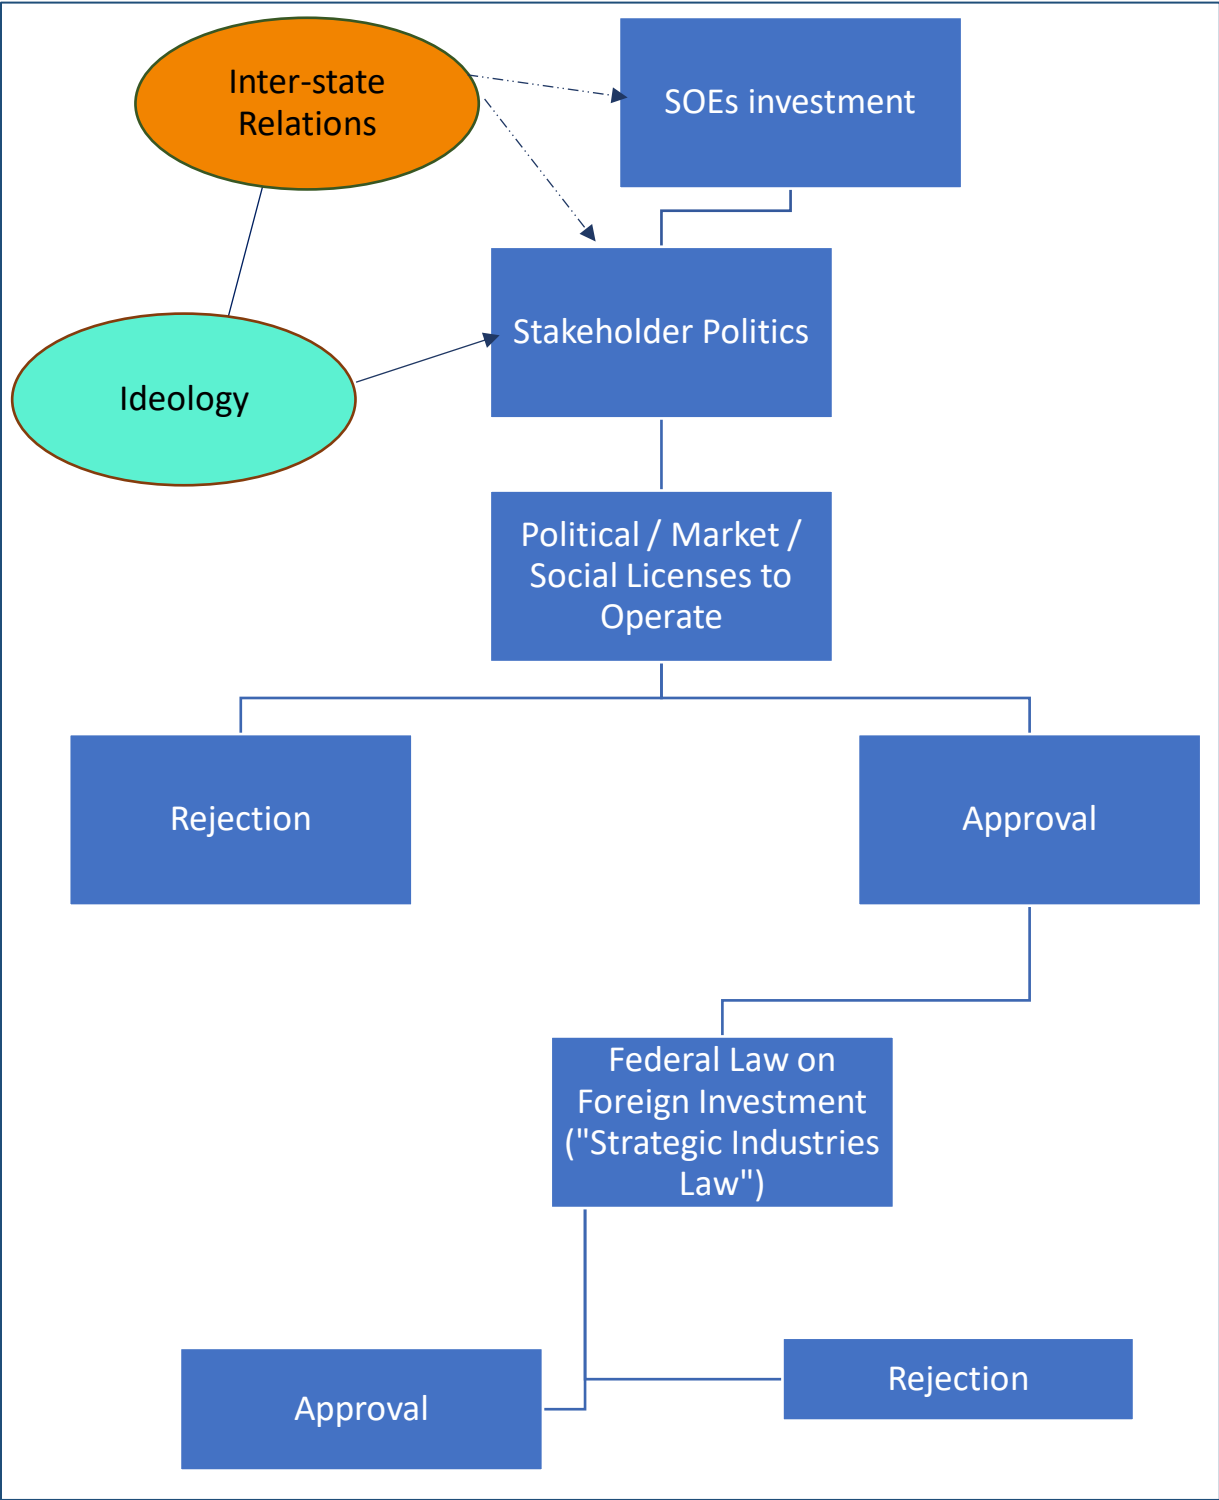 Inter-state
Relations
SOEs investment
Stakeholder Politics
Ideology
Political / Market /
Social Licenses to
Operate
Rejection
Approval
Federal Law on
Foreign Investment
("Strategic Industries
Law")
Approval
Rejection